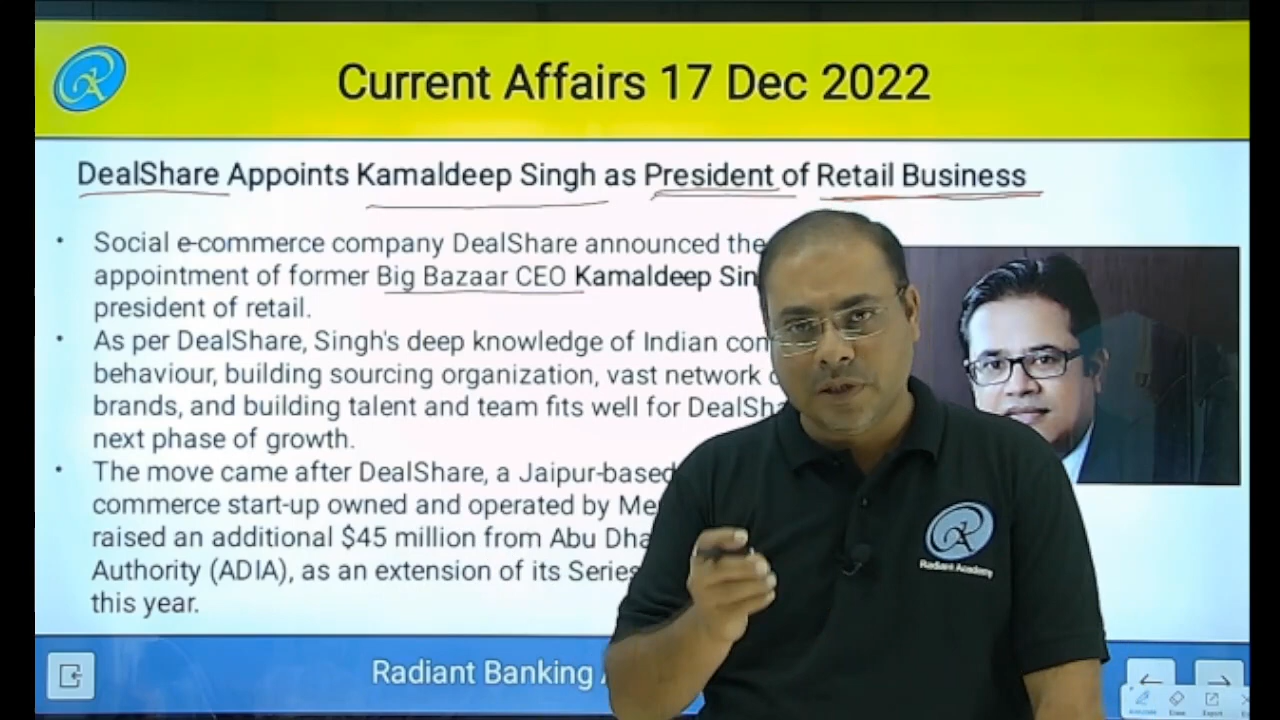 Current Affairs 17 Dec 2022
DealShare Appoints Kamaldeep Singh as President of Retail Business
• Social e-commerce company DealShare announced the
appointment of former Big Bazaar CEO Kamaldeep Sin
president of retail.
• As per DealShare, Singh's deep knowledge of Indian con
behaviour, building sourcing organization, vast network
brands, and building talent and team fits well for DealSha
next phase of growth.
• The move came after DealShare, a Jaipur-based
commerce start-up owned and operated by Me
raised an additional $45 million from Abu Dha
Authority (ADIA), as an extension of its Series
this year.
Radiant Academy
Radiant Banking
Erase Export